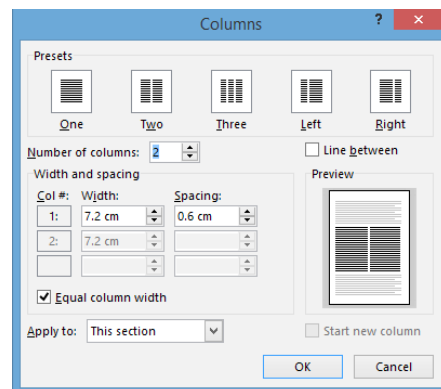 Columns ? ×
Presets
One Two Three Left Right
Number of columns: 2 Line between
Width and spacing Preview
Col #: Width: Spacing:
1: 7.2 cm 0.6 cm
2: 7.2 cm
Equal column width
Apply to: This section Start new column
OK Cancel